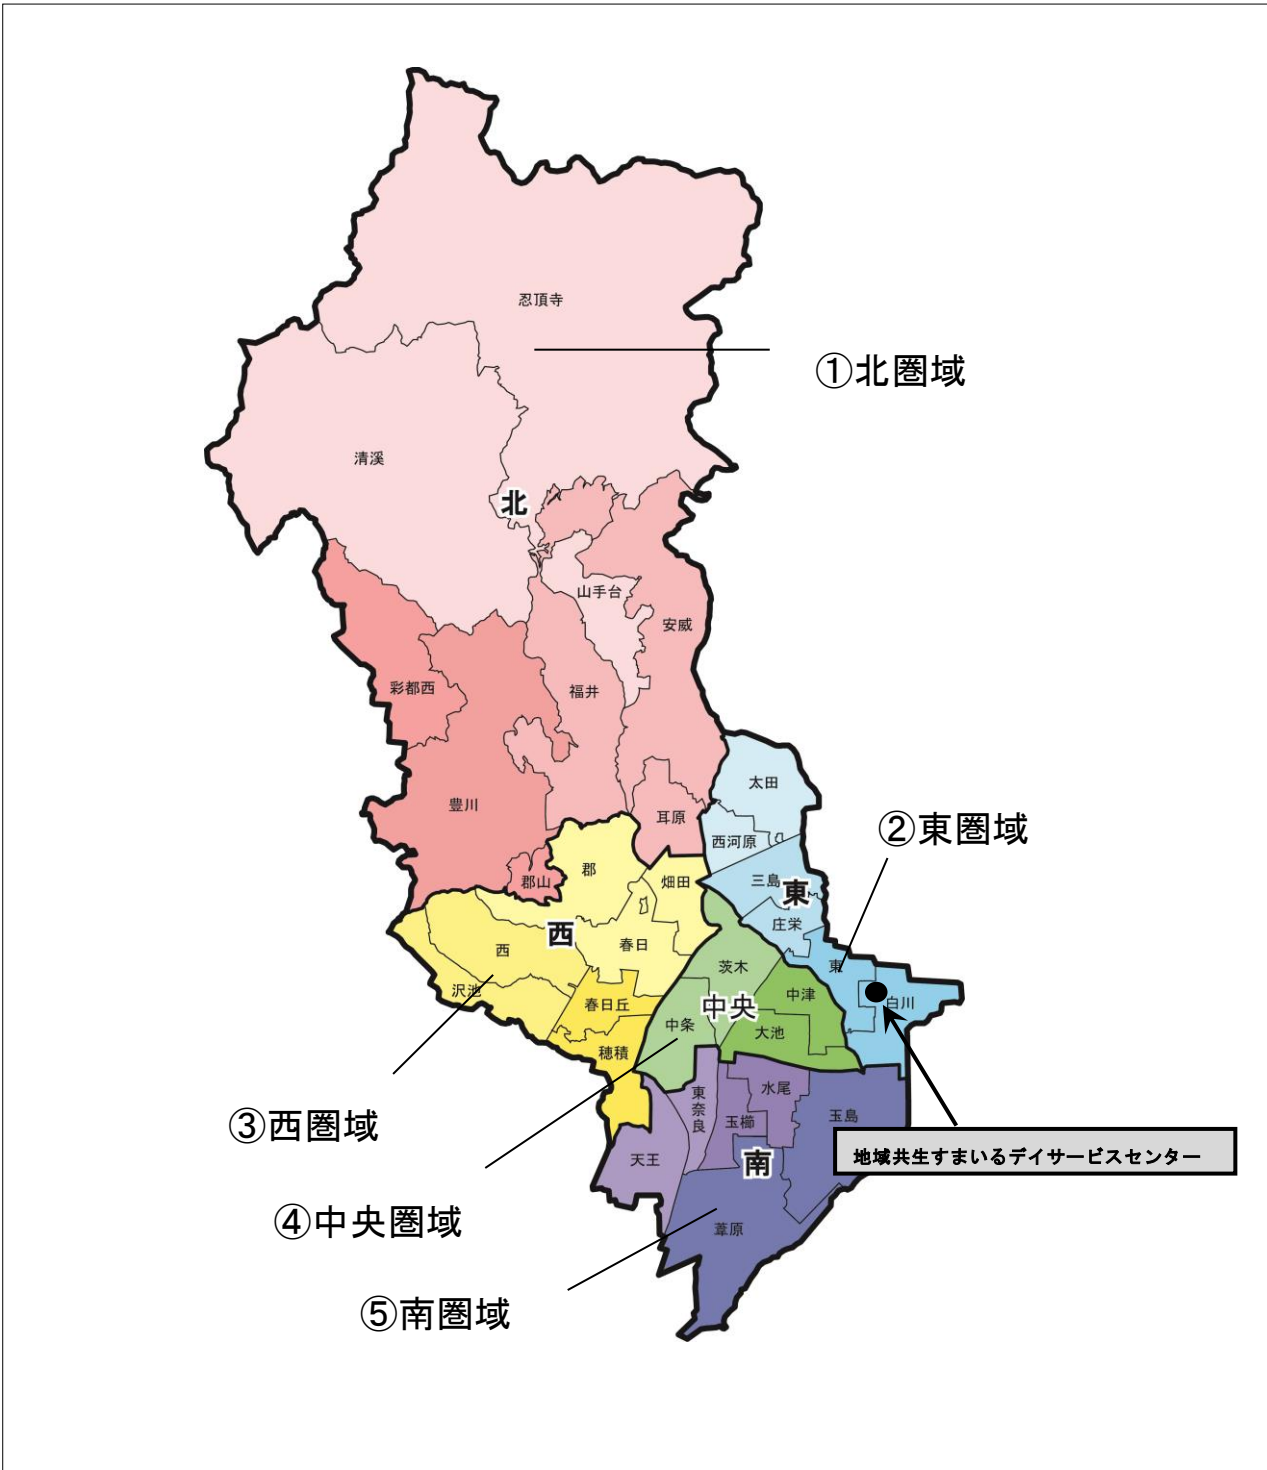 忍頂寺
①北圏域
清溪
北
山手台
安威
彩都西
福井
太田
豊川
耳原
西河原
②東圏域
郡
郡山
畑田
三島
東
庄栄
西
西
春日
茨木
東
沢池
春日丘
中央
中津
白川
中条
大池
穂積
③西圏域
東奈良
水尾
玉櫛
玉島
地域共生すまいるデイサービスセンター
天王
南
④中央圏域
葦原
⑤南圏域